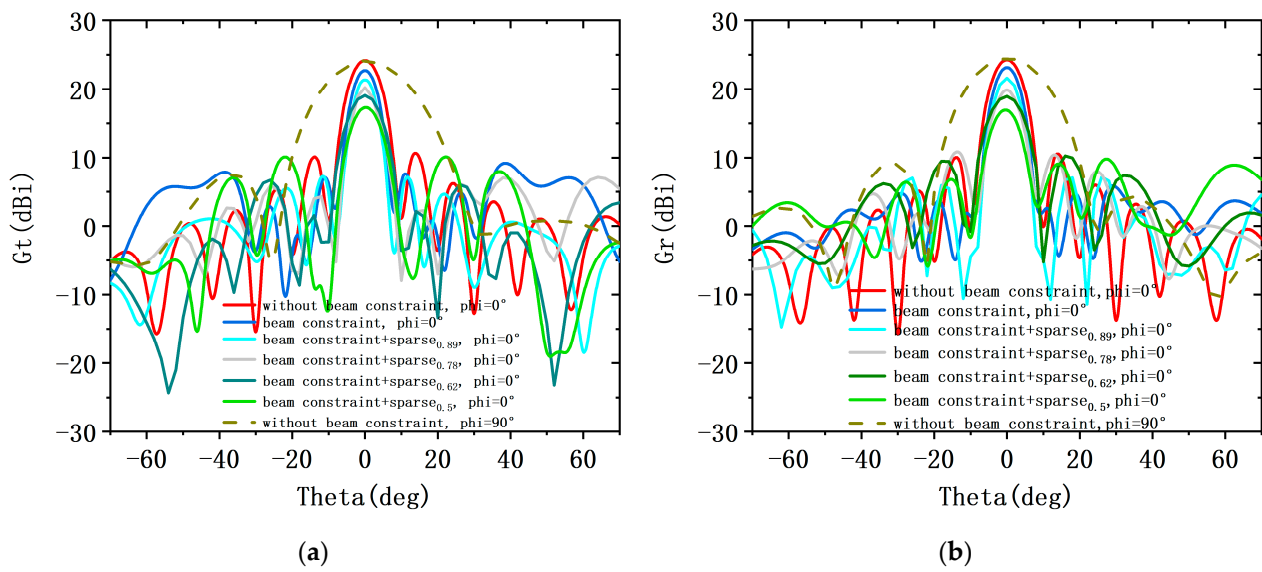 30
20
10
0
−10
−20
−30
Gt(dBi)
−60
−40
−20
0
20
40
60
Theta(deg)
without beam constraint, phi=0°
beam constraint, phi=0°
beam constraint+sparse0.89, phi=0°
beam constraint+sparse0.78, phi=0°
beam constraint+sparse0.62, phi=0°
beam constraint+sparse0.5, phi=0°
without beam constraint, phi=90°
(a)
30
20
10
0
−10
−20
−30
Gr(dBi)
−60
−40
−20
0
20
40
60
Theta(deg)
without beam constraint,phi=0°
beam constraint,phi=0°
beam constraint+sparse0.89,phi=0°
beam constraint+sparse0.78,phi=0°
beam constraint+sparse0.62,phi=0°
beam constraint+sparse0.5,phi=0°
without beam constraint,phi=90°
(b)